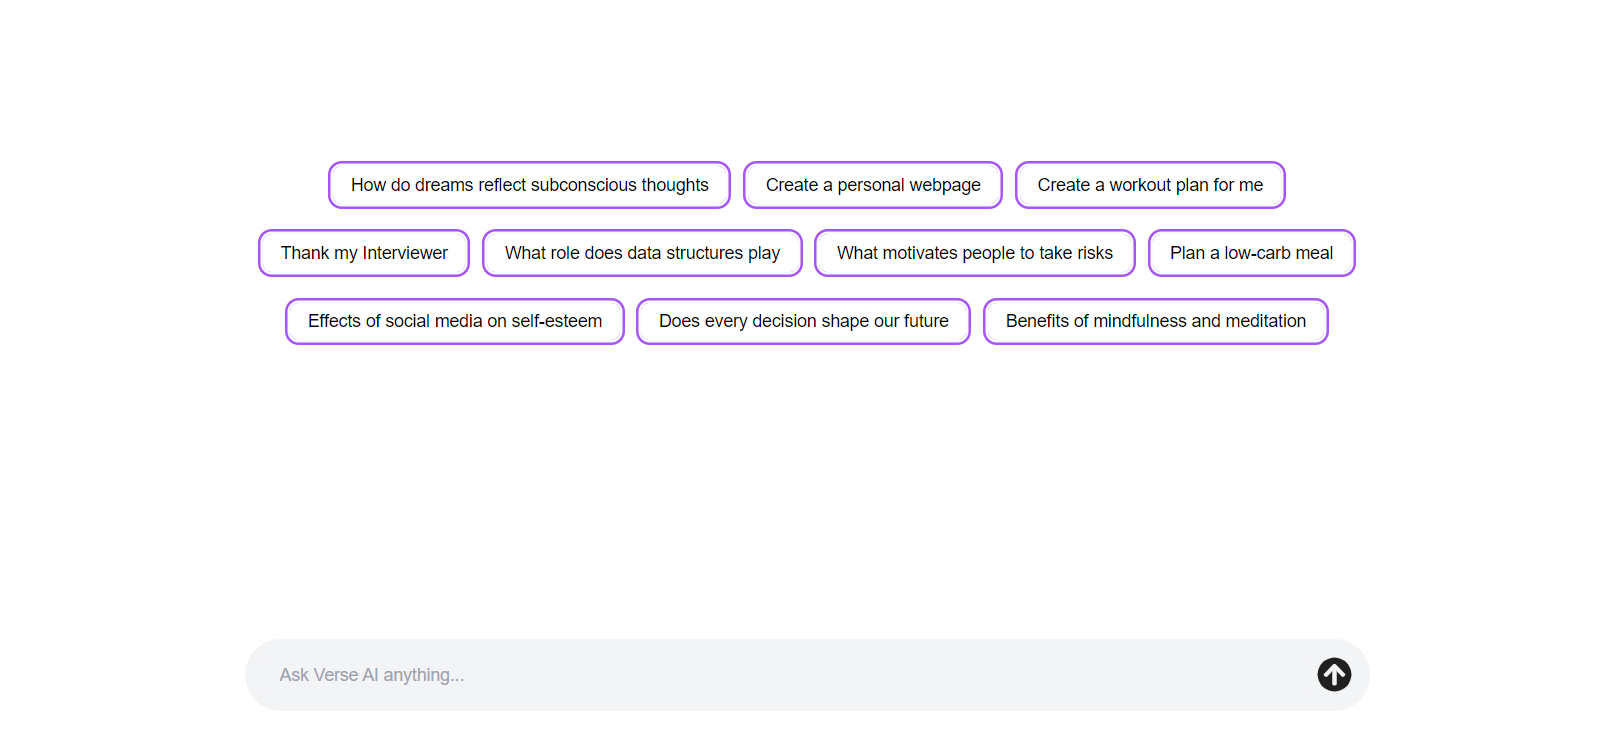 How do dreams reflect subconscious thoughts
Create a personal webpage
Create a workout plan for me
Thank my Interviewer
What role does data structures play
What motivates people to take risks
Plan a low-carb meal
Effects of social media on self-esteem
Does every decision shape our future
Benefits of mindfulness and meditation
Ask Verse AI anything...